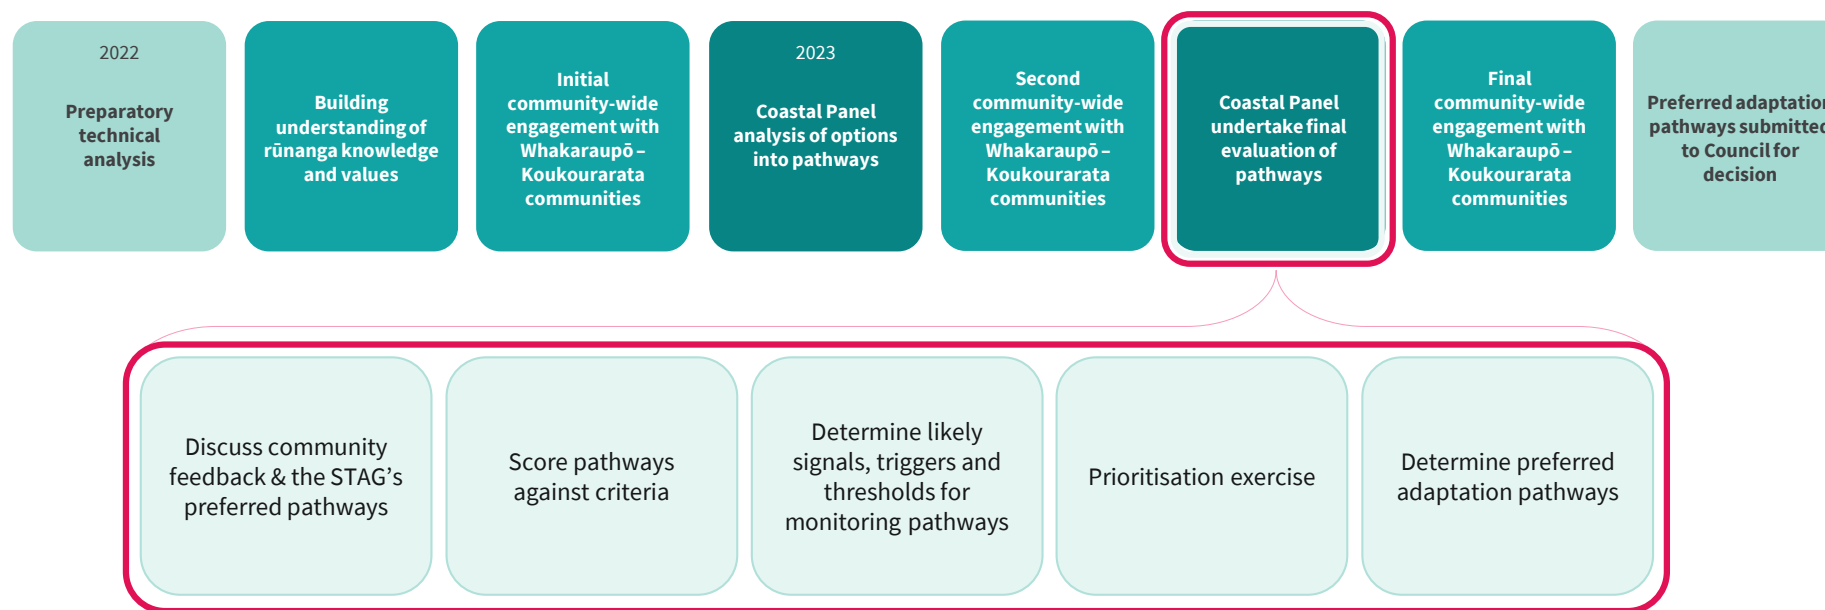 2022
Preparatory
technical
analysis
Building
understanding of
rūnanga knowledge
and values
Initial
community-wide
engagement with
Whakaraupō –
Koukourarata
communities
2023
Coastal Panel
analysis of options
into pathways
Second
community-wide
engagement with
Whakaraupō –
Koukourarata
communities
Coastal Panel
undertake final
evaluation of
pathways
Final
community-wide
engagement with
Whakaraupō –
Koukourarata
communities
Preferred adaptation
pathways submitted
to Council for
decision
Discuss community
feedback & the STAG's
preferred pathways
Score pathways
against criteria
Determine likely
signals, triggers and
thresholds for
monitoring pathways
Prioritisation exercise
Determine preferred
adaptation pathways